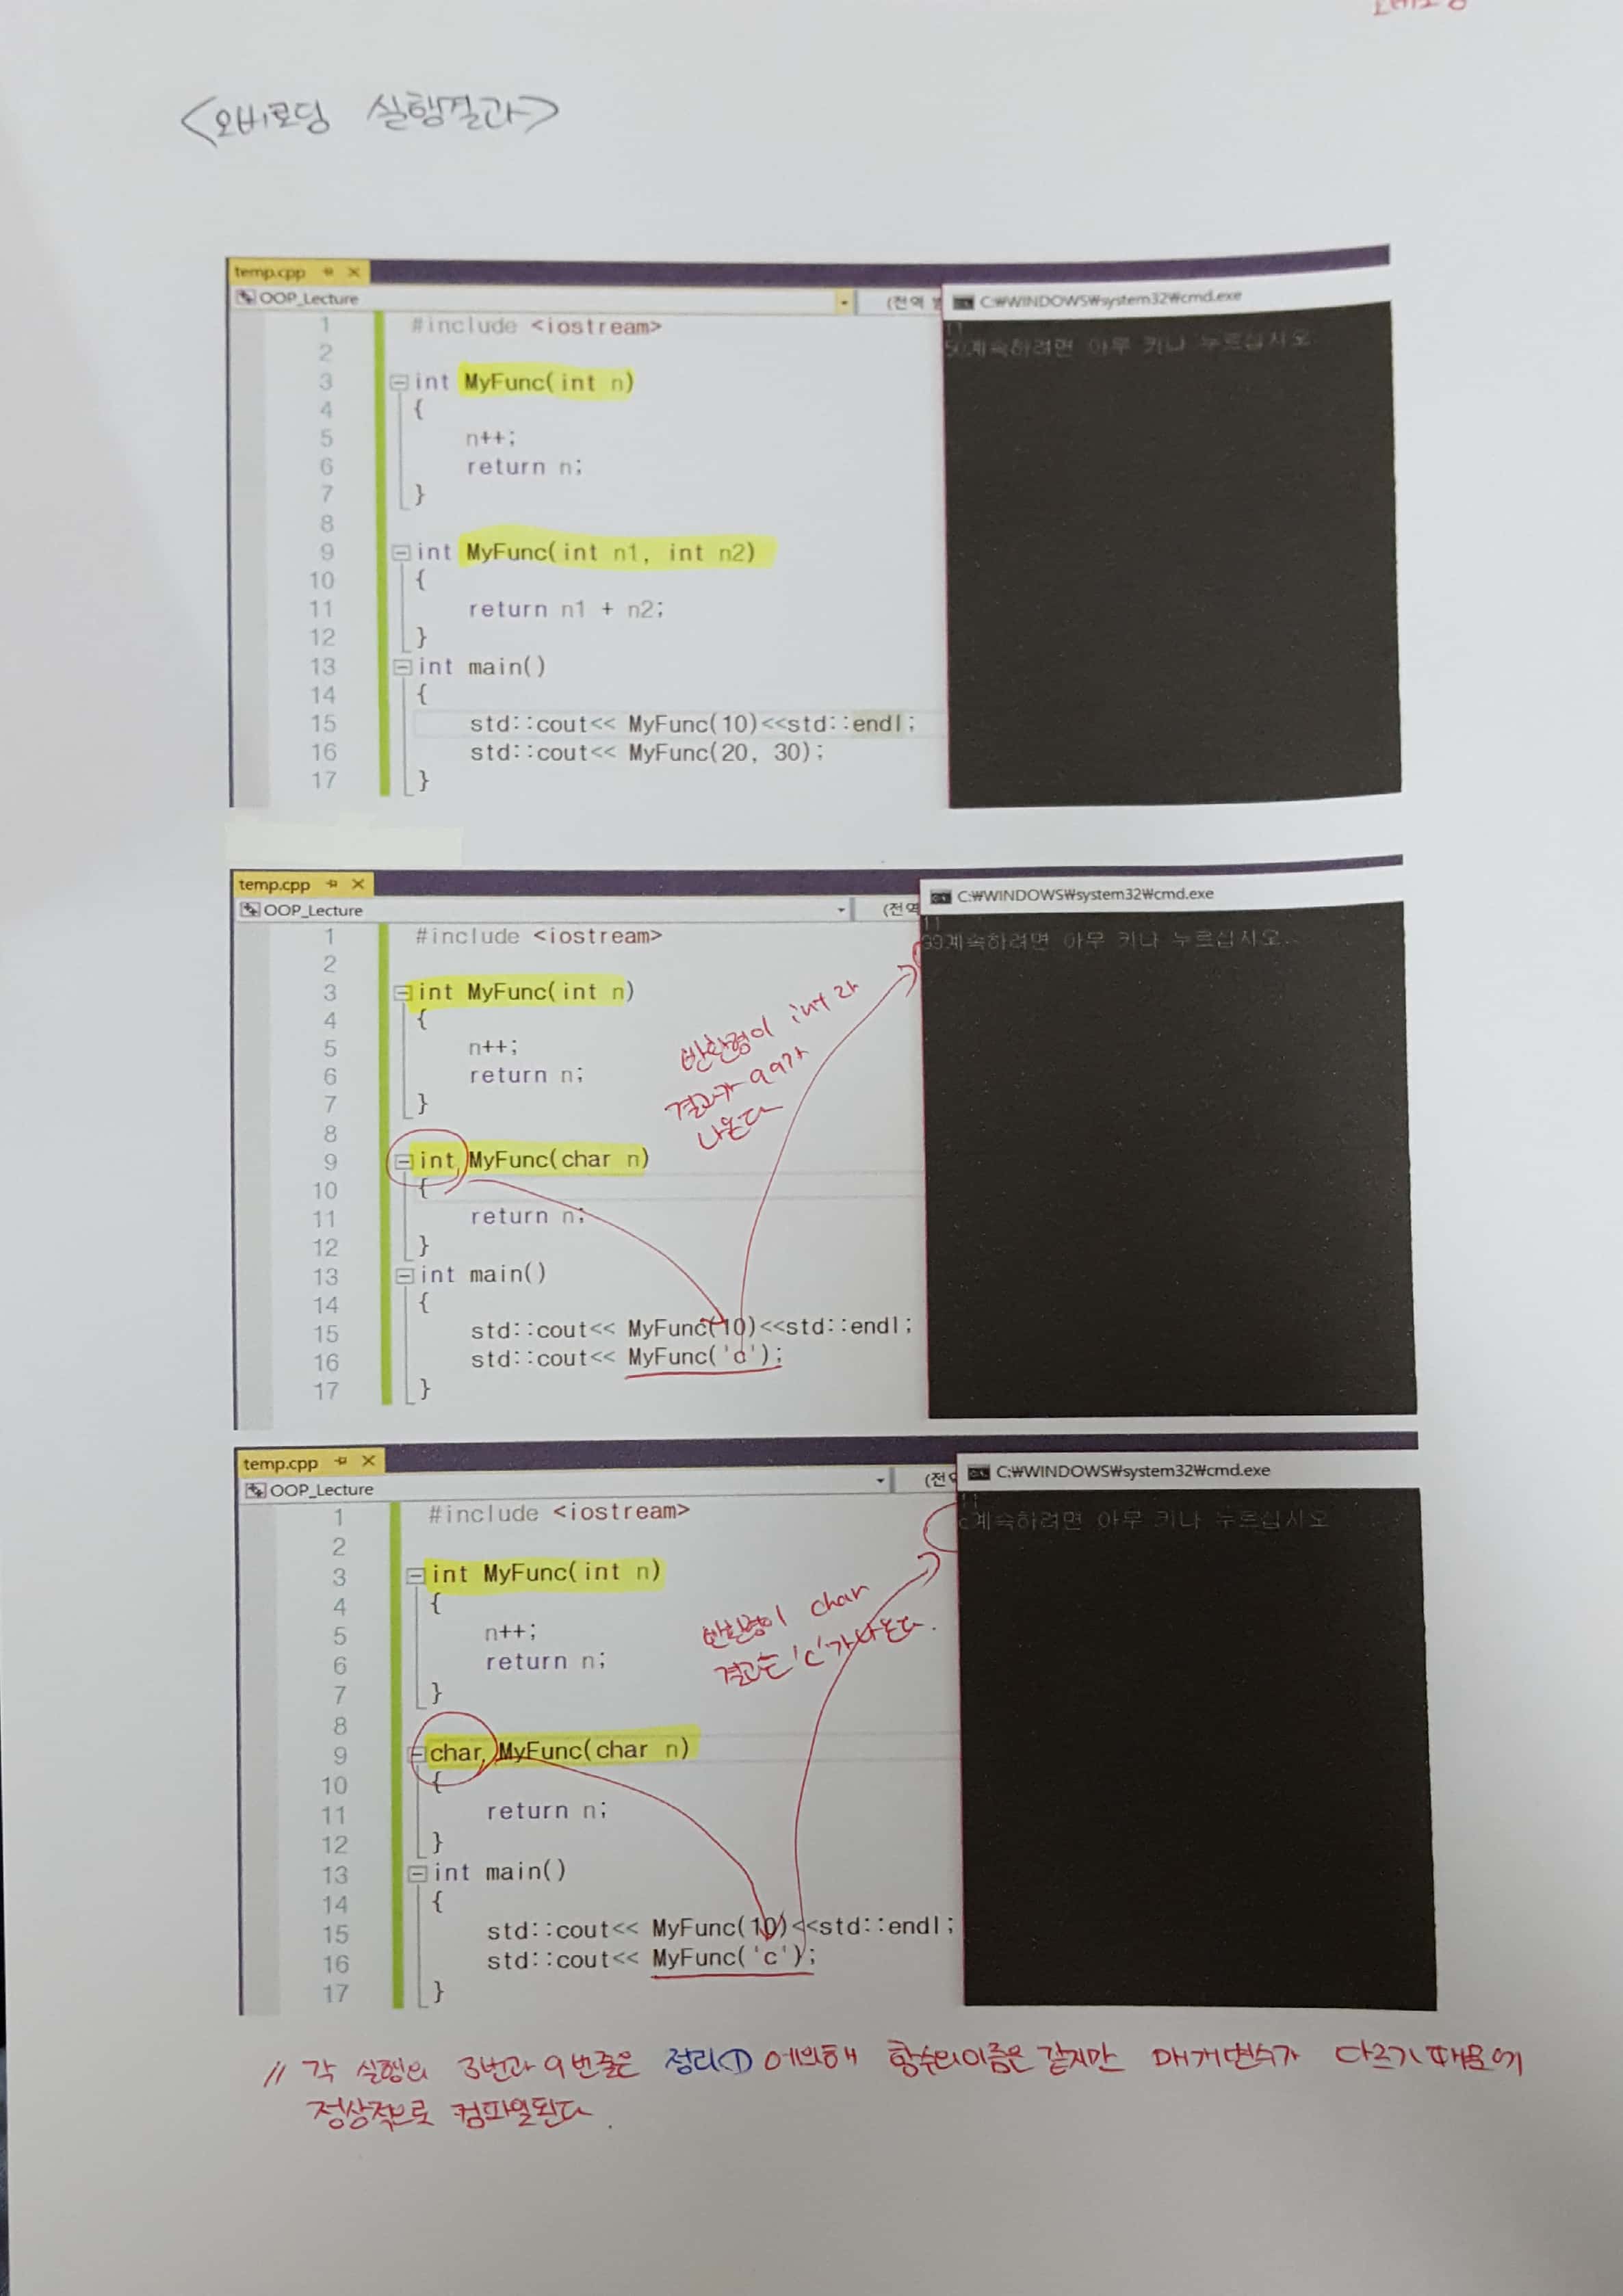 <오버로딩 실행결과>
temp.cpp
OOP_Lecture
(전역
C:₩WINDOWS₩system32₩cmd.exe
11
50계속하려면 아무 키나 누르십시오
1 #include <iostream>
2
3 int MyFunc(int n)
4 {
5 n++;
6 return n;
7 }
8
9 int MyFunc(int n1, int n2)
10 {
11 return n1 + n2;
12 }
13 int main()
14 {
15 std::cout<< MyFunc(10)<<std::endl;
16 std::cout<< MyFunc(20, 30);
17 }
temp.cpp
OOP_Lecture
(전역
C:₩WINDOWS₩system32₩cmd.exe
11
99계속하려면 아무 키나 누르십시오..
1 #include <iostream>
2
3 int MyFunc(int n)
4 {
5 n++;
6 return n;
7 }
8
9 int MyFunc(char n)
10 {
11 return n;
12 }
13 int main()
14 {
15 std::cout<< MyFunc(10)<<std::endl;
16 std::cout<< MyFunc('c');
17 }
반환형이 int라
결과가 99가
나온다
temp.cpp
OOP_Lecture
(전역
C:₩WINDOWS₩system32₩cmd.exe
11
c계속하려면 아무 키나 누르십시오
1 #include <iostream>
2
3 int MyFunc(int n)
4 {
5 n++;
6 return n;
7 }
8
9 char MyFunc(char n)
10 {
11 return n;
12 }
13 int main()
14 {
15 std::cout<< MyFunc(10)<<std::endl;
16 std::cout<< MyFunc('c');
17 }
반환형이 char
결과는 'c'가 나온다.
// 각 실행의 3번과 9번줄은 정리① 에의해 함수의이름은 같지만 매개변수가 다르기 때문에
정상적으로 컴파일된다.